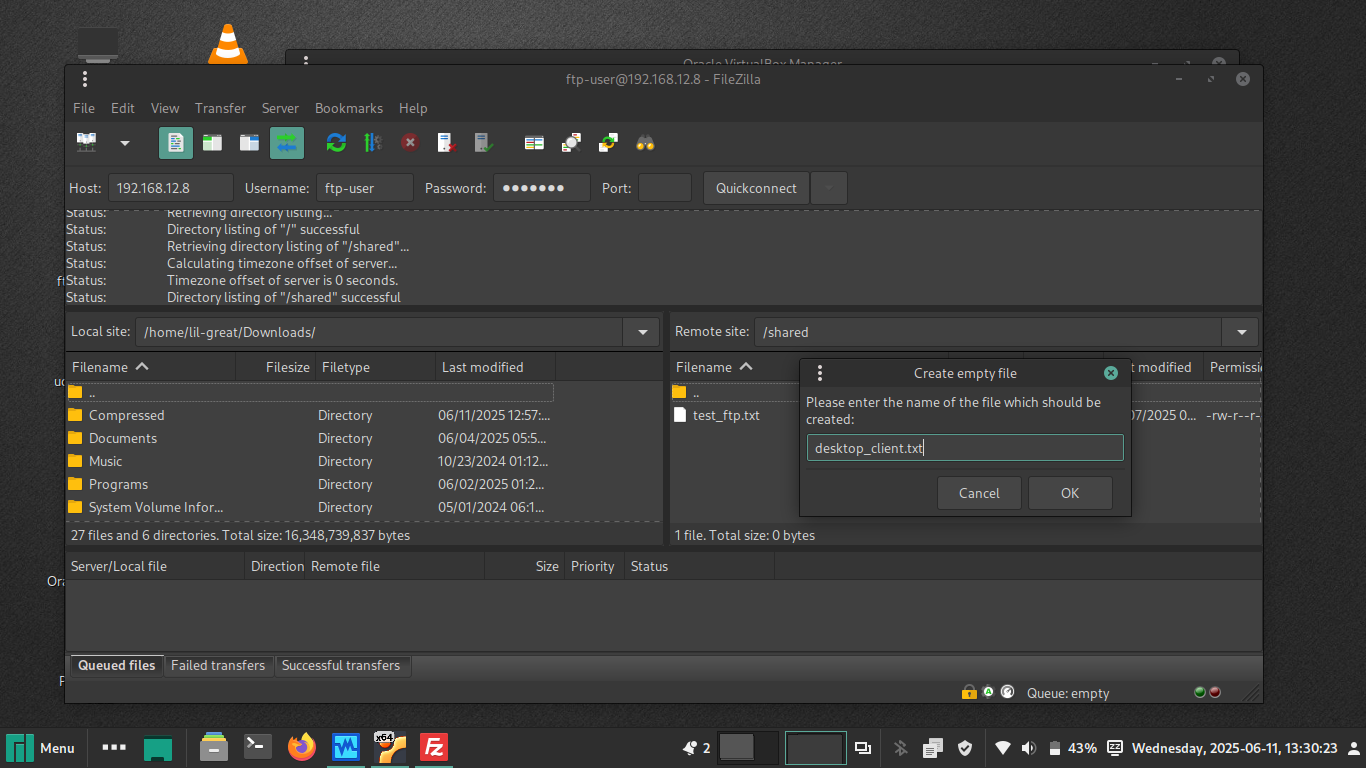 Oracle VirtualBox Manager
ftp-user@192.168.12.8 - FileZilla
File Edit View Transfer Server Bookmarks Help
Host: 192.168.12.8 Username: ftp-user Password: ●●●●●●● Port: Quickconnect
Status: Retrieving directory listing...
Status: Directory listing of "/" successful
Status: Retrieving directory listing of "/shared"...
Status: Calculating timezone offset of server...
Status: Timezone offset of server is 0 seconds.
Status: Directory listing of "/shared" successful
Local site: /home/lil-great/Downloads/
Filename Filesize Filetype Last modified
..
Compressed Directory 06/11/2025 12:57:...
Documents Directory 06/04/2025 05:5...
Music Directory 10/23/2024 01:12...
Programs Directory 06/02/2025 01:2...
System Volume Infor... Directory 05/01/2024 06:1...
27 files and 6 directories. Total size: 16,348,739,837 bytes
Remote site: /shared
Filename t modified Permissi
..
test_ftp.txt 07/2025 0... -rw-r--r-
1 file. Total size: 0 bytes
Create empty file
Please enter the name of the file which should be
created:
desktop_client.txt
Cancel OK
Server/Local file Direction Remote file Size Priority Status
Queued files Failed transfers Successful transfers
Queue: empty
Menu
x64
Fz
2
43%
zz
Wednesday, 2025-06-11, 13:30:23